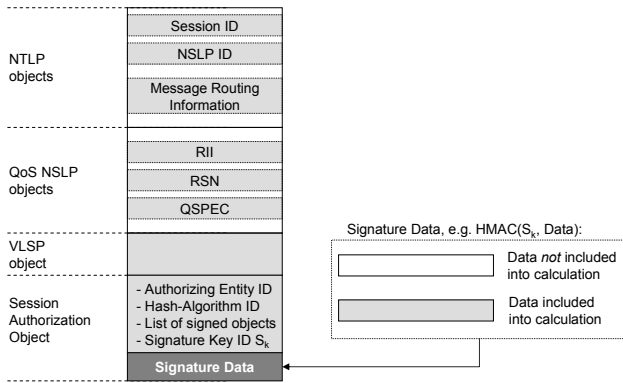 NTLP
objects
Session ID
NSLP ID
Message Routing
Information
QoS NSLP
objects
RII
RSN
QSPEC
VLSP
object
Session
Authorization
Object
- Authorizing Entity ID
- Hash-Algorithm ID
- List of signed objects
- Signature Key ID Sk
Signature Data
Signature Data, e.g. HMAC(Sk, Data):
Data not included
into calculation
Data included
into calculation